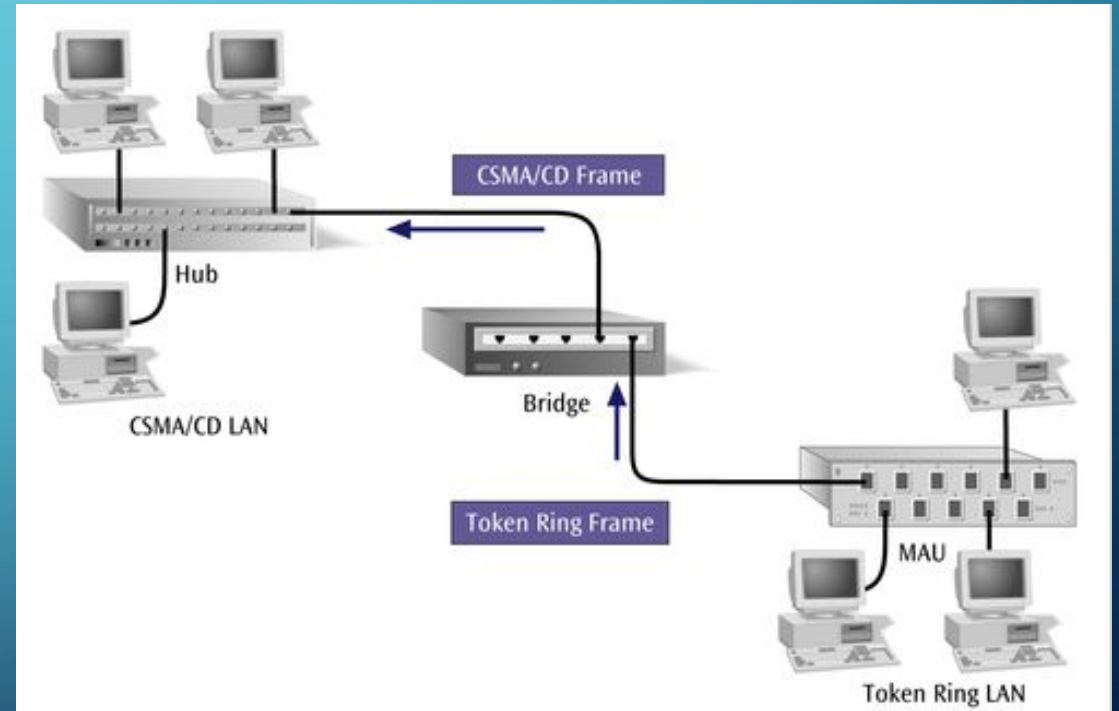 CSMA/CD Frame
Hub
Bridge
CSMA/CD LAN
Token Ring Frame
MAU
Token Ring LAN